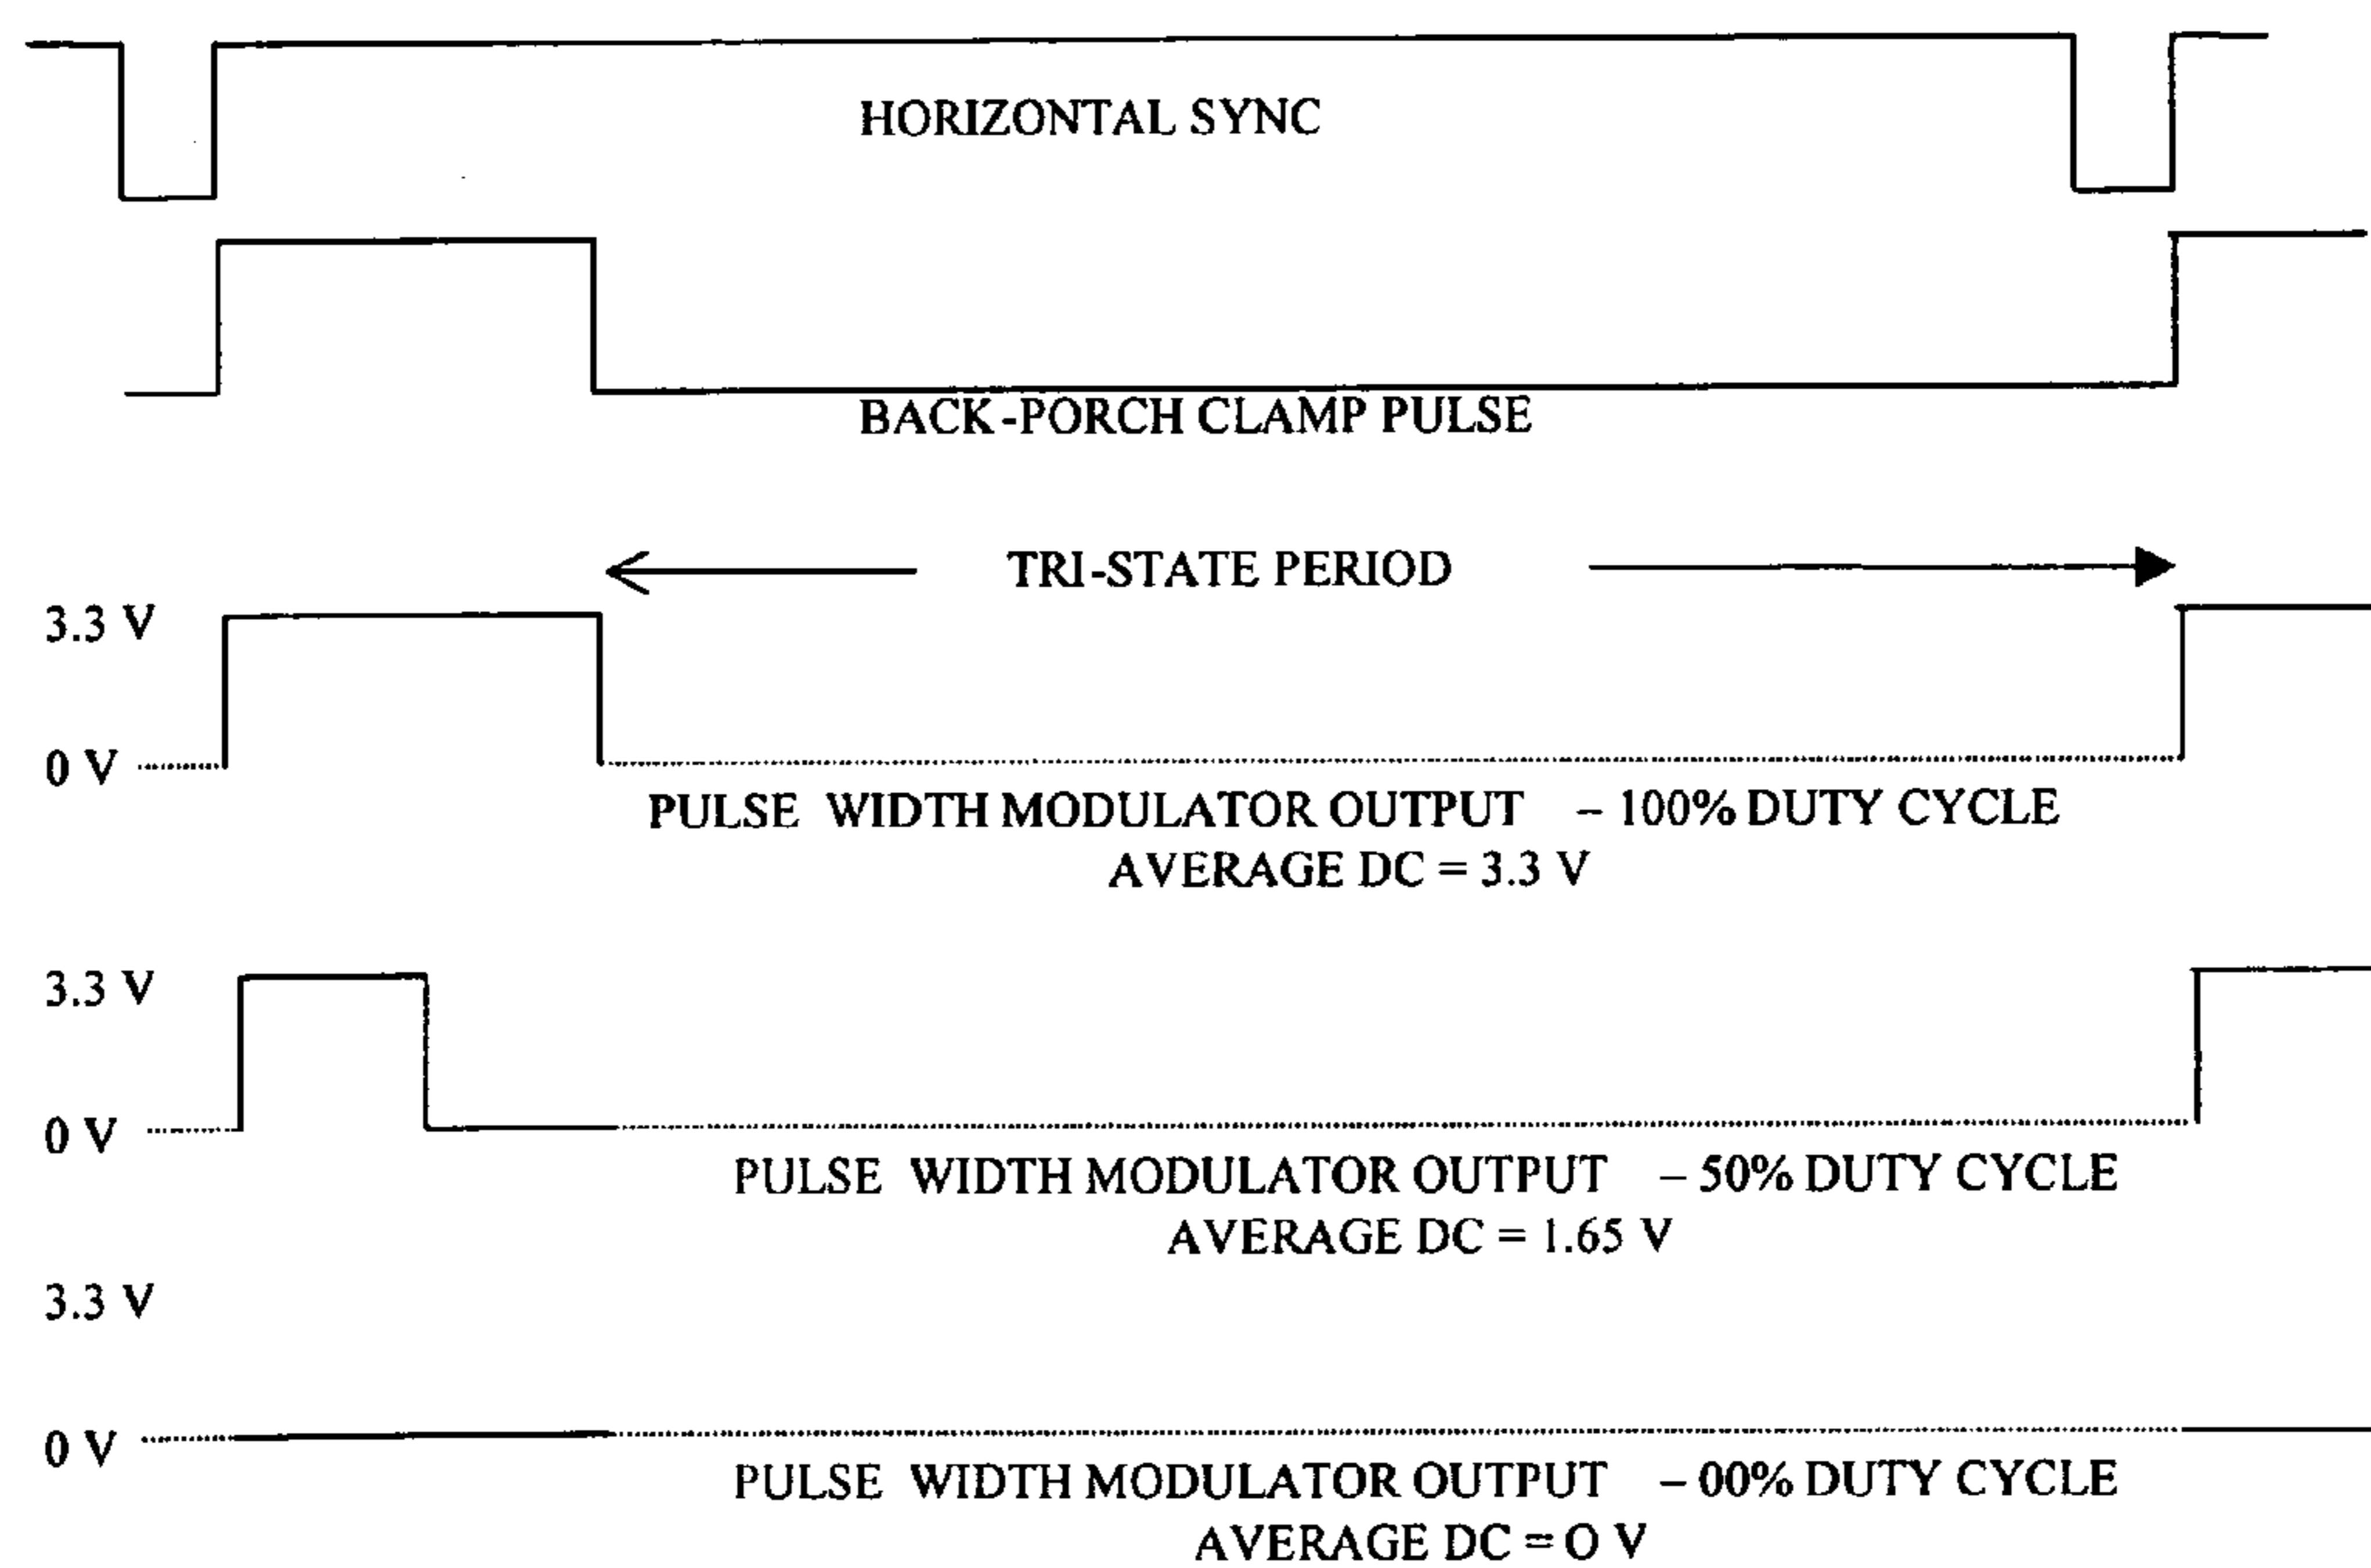 HORIZONTAL SYNC
BACK-PORCH CLAMP PULSE
TRI-STATE PERIOD
3.3 V
0 V
PULSE WIDTH MODULATOR OUTPUT – 100% DUTY CYCLE
AVERAGE DC = 3.3 V
3.3 V
0 V
PULSE WIDTH MODULATOR OUTPUT – 50% DUTY CYCLE
AVERAGE DC = 1.65 V
3.3 V
0 V
PULSE WIDTH MODULATOR OUTPUT – 00% DUTY CYCLE
AVERAGE DC = O V